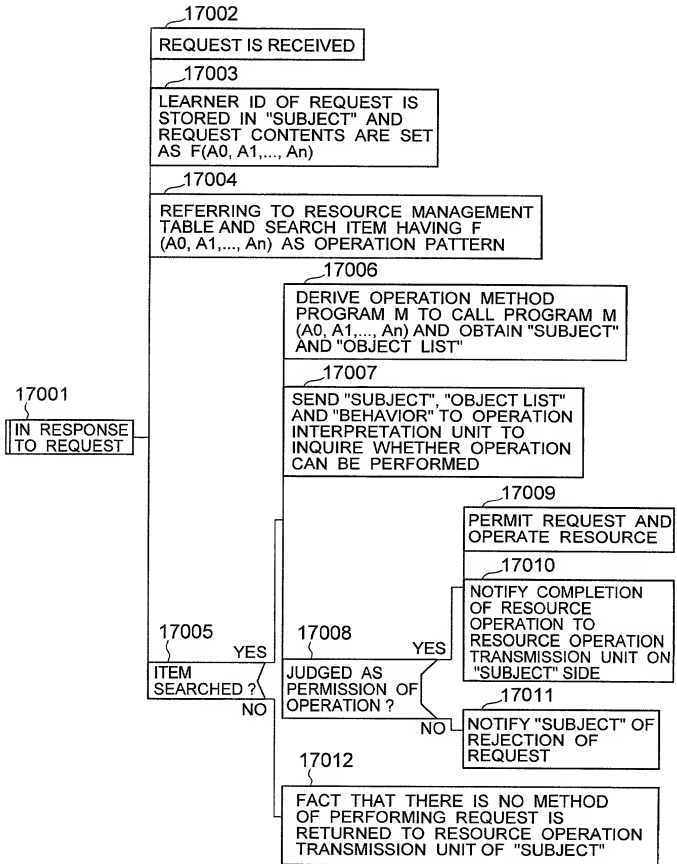 17002
REQUEST IS RECEIVED
17003
LEARNER ID OF REQUEST IS
STORED IN "SUBJECT" AND
REQUEST CONTENTS ARE SET
AS F(A0, A1,..., An)
17004
REFERRING TO RESOURCE MANAGEMENT
TABLE AND SEARCH ITEM HAVING F
(A0, A1,..., An) AS OPERATION PATTERN
17006
DERIVE OPERATION METHOD
PROGRAM M TO CALL PROGRAM M
(A0, A1,..., An) AND OBTAIN "SUBJECT"
AND "OBJECT LIST"
17007
SEND "SUBJECT", "OBJECT LIST"
AND "BEHAVIOR" TO OPERATION
INTERPRETATION UNIT TO
INQUIRE WHETHER OPERATION
CAN BE PERFORMED
17001
IN RESPONSE
TO REQUEST
17009
PERMIT REQUEST AND
OPERATE RESOURCE
17010
NOTIFY COMPLETION
OF RESOURCE
OPERATION TO
RESOURCE OPERATION
TRANSMISSION UNIT ON
"SUBJECT" SIDE
17005
YES
ITEM
SEARCHED ?
NO
17008
YES
JUDGED AS
PERMISSION OF
OPERATION ?
NO
17011
NOTIFY "SUBJECT" OF
REJECTION OF
REQUEST
17012
FACT THAT THERE IS NO METHOD
OF PERFORMING REQUEST IS
RETURNED TO RESOURCE OPERATION
TRANSMISSION UNIT OF "SUBJECT"